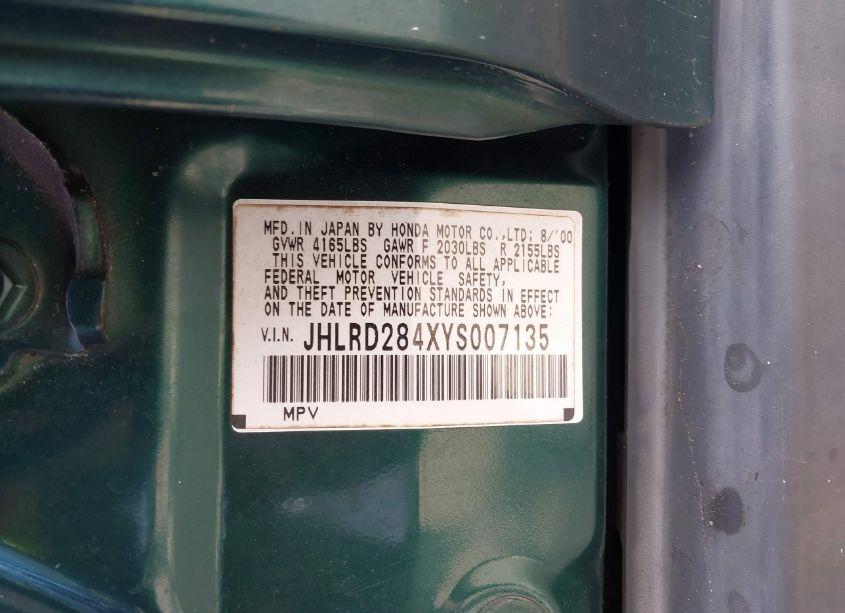 MFD. IN JAPAN BY HONDA MOTOR CO.,LTD; 8/'00
GVWR 4165LBS GAWR F 2030LBS R 2155LBS
THIS VEHICLE CONFORMS TO ALL APPLICABLE
FEDERAL MOTOR VEHICLE SAFETY,
AND THEFT PREVENTION STANDARDS IN EFFECT
ON THE DATE OF MANUFACTURE SHOWN ABOVE:
V.I.N. JHLRD284XYS007135
MPV